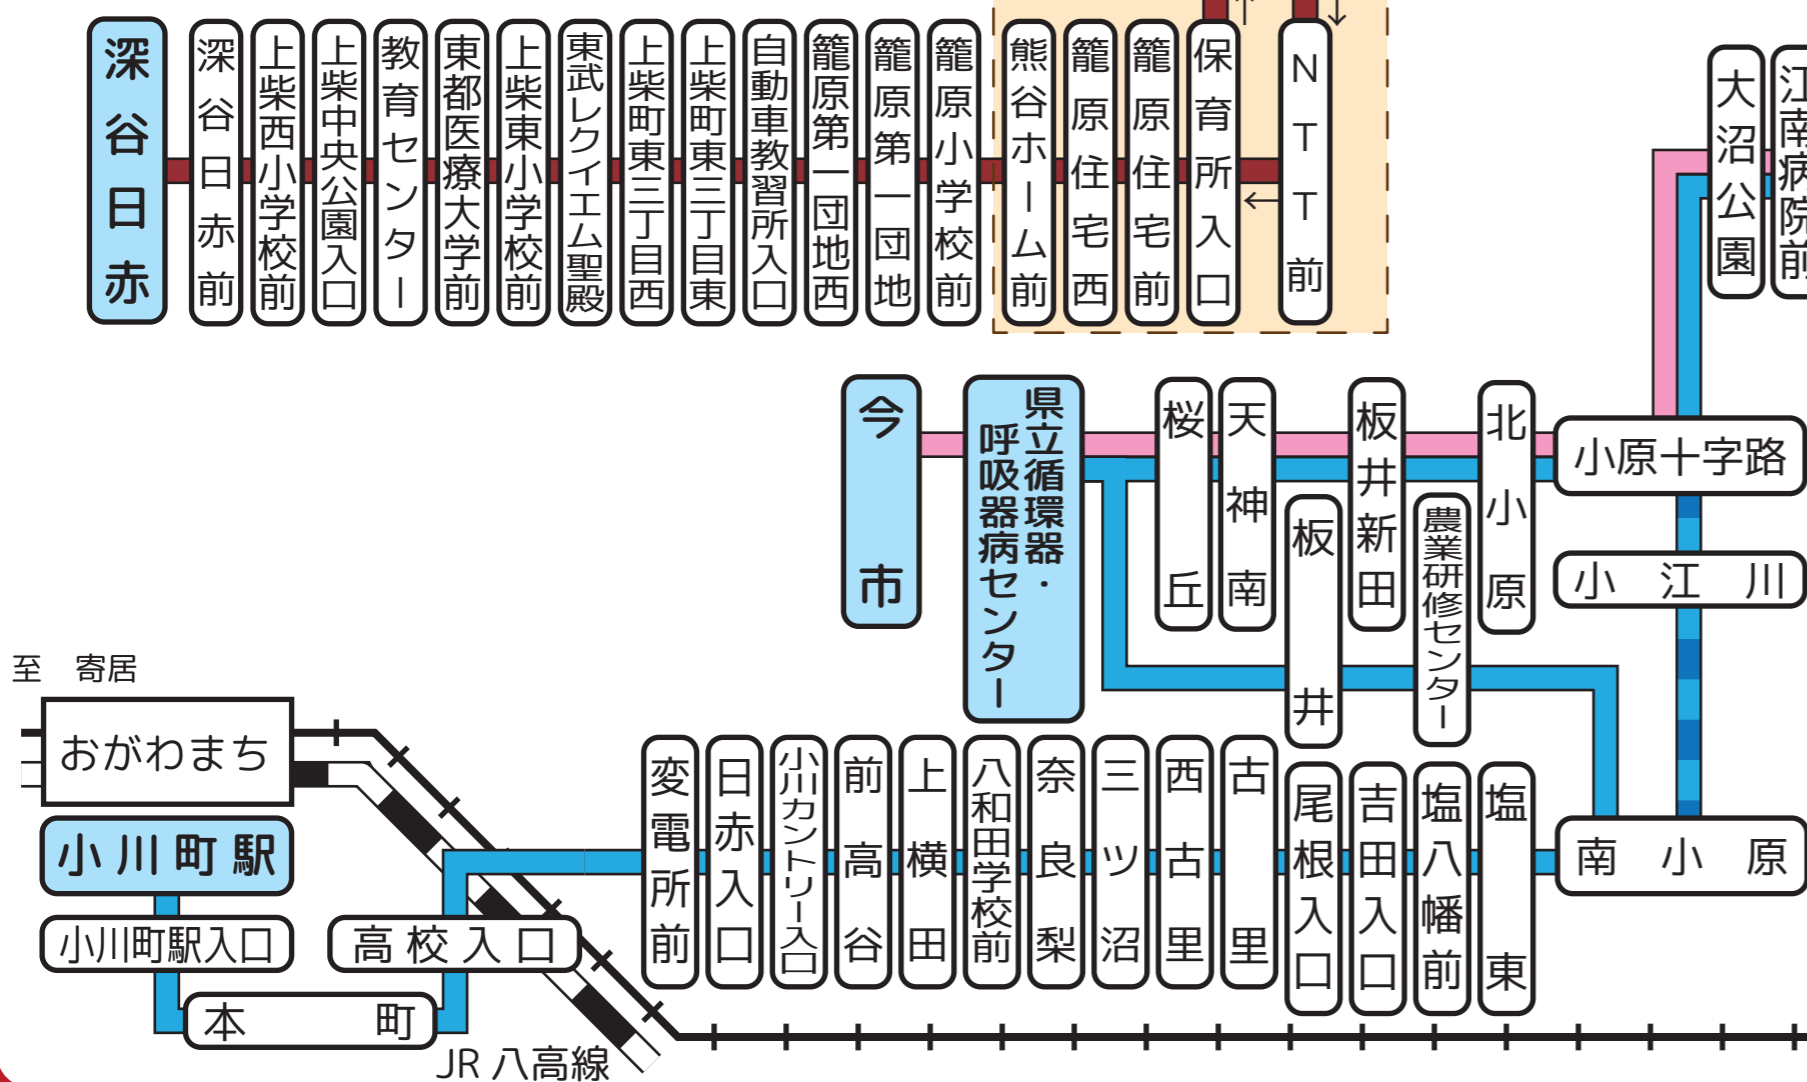 深谷日赤
深谷日赤前
上柴西小学校前
上柴中央公園入口
教育センター
東都医療大学前
上柴東小学校前
東武レクイエム聖殿
上柴町東三丁目西
上柴町東三丁目東
自動車教習所入口
籠原第一団地西
籠原第一団地
籠原小学校前
熊谷ホーム前
籠原住宅西
籠原住宅前
保育所入口
↑
←
↓
NTT前
大沼公園
江南病院前
今市
県立循環器・
呼吸器病センター
桜丘
天神南
板井
板井新田
農業研修センター
北小原
小原十字路
小江川
南小原
至 寄居
おがわまち
小川町駅
小川町駅入口
本町
高校入口
JR 八高線
変電所前
日赤入口
小川カントリー入口
前高谷
上横田
八和田学校前
奈良梨
三ツ沼
西古里
古里
尾根入口
吉田入口
塩八幡前
塩東